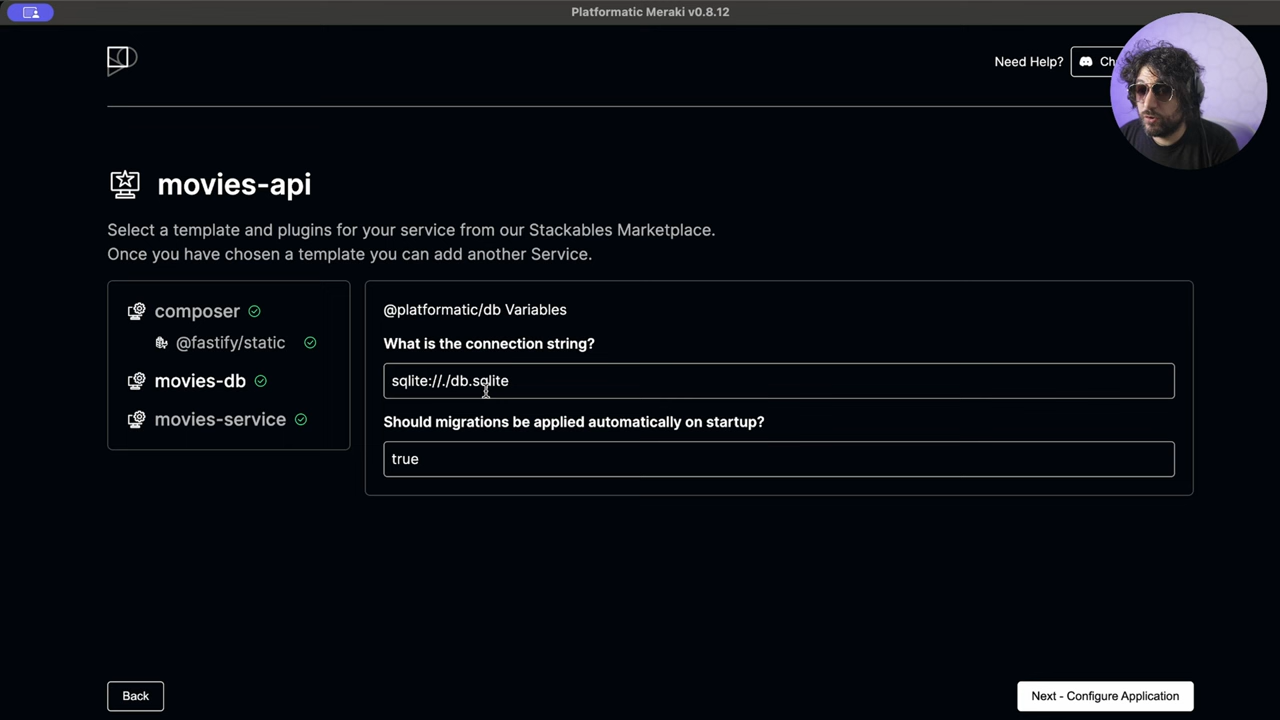 Platformatic Meraki v0.8.12
Need Help?
movies-api
Select a template and plugins for your service from our Stackables Marketplace.
Once you have chosen a template you can add another Service.
composer
@fastify/static
movies-db
movies-service
@platformatic/db Variables
What is the connection string?
sqlite://./db.sqlite
Should migrations be applied automatically on startup?
true
Back
Next - Configure Application